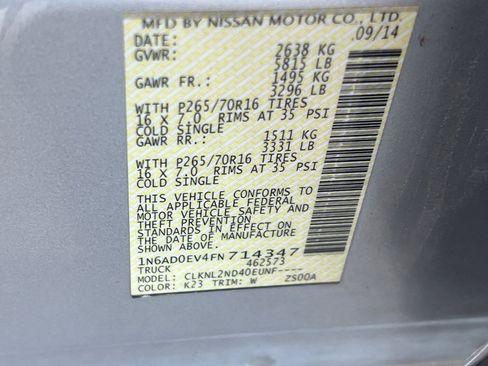 MFD BY NISSAN MOTOR CO., LTD.
DATE: 09/14
GVWR: 2638 KG
5815 LB
GAWR FR.: 1495 KG
3296 LB
WITH P265/70R16 TIRES
16 X 7.0 RIMS AT 35 PSI
COLD SINGLE
GAWR RR.: 1511 KG
3331 LB
WITH P265/70R16 TIRES
16 X 7.0 RIMS AT 35 PSI
COLD SINGLE
THIS VEHICLE CONFORMS TO
ALL APPLICABLE FEDERAL
MOTOR VEHICLE SAFETY AND
THEFT PREVENTION
STANDARDS IN EFFECT ON
THE DATE OF MANUFACTURE
SHOWN ABOVE.
1N6AD0EV4FN714347
TRUCK 462573
MODEL: CLKNL2ND40EUNF----
COLOR: K23 TRIM: W ZS00A